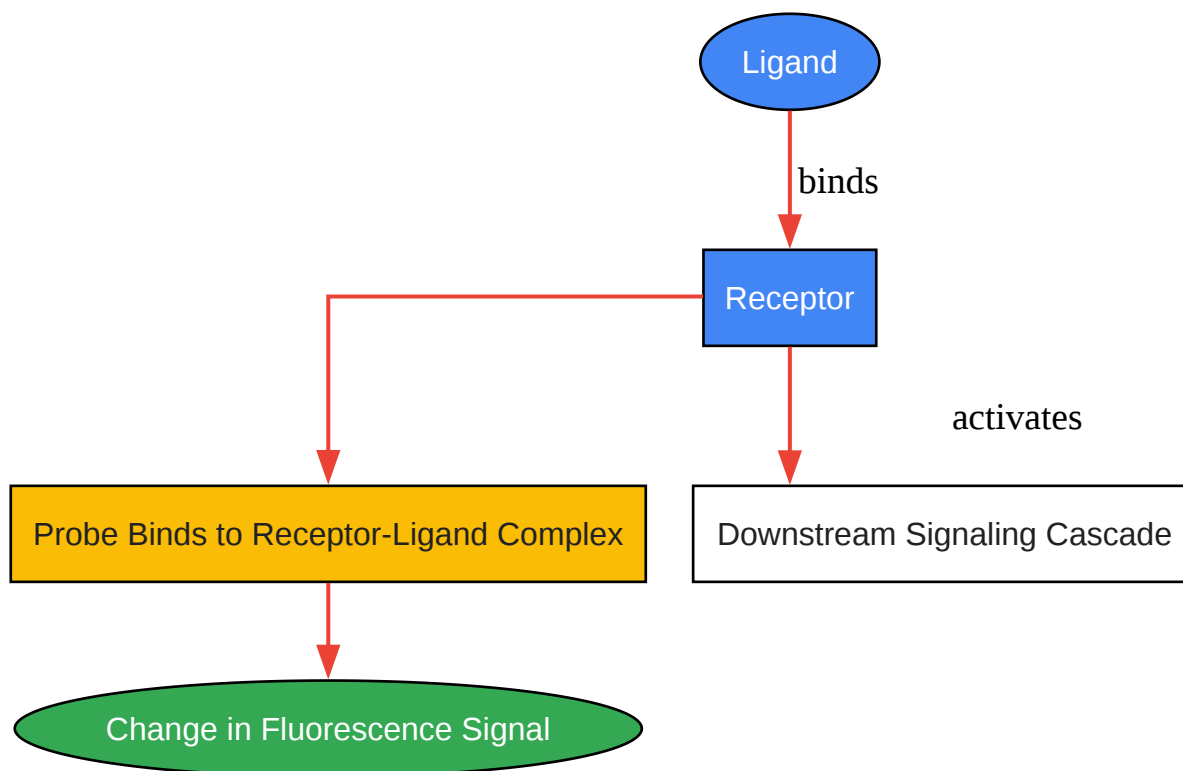 Ligand
binds
Receptor
activates
Probe Binds to Receptor-Ligand Complex
Downstream Signaling Cascade
Change in Fluorescence Signal